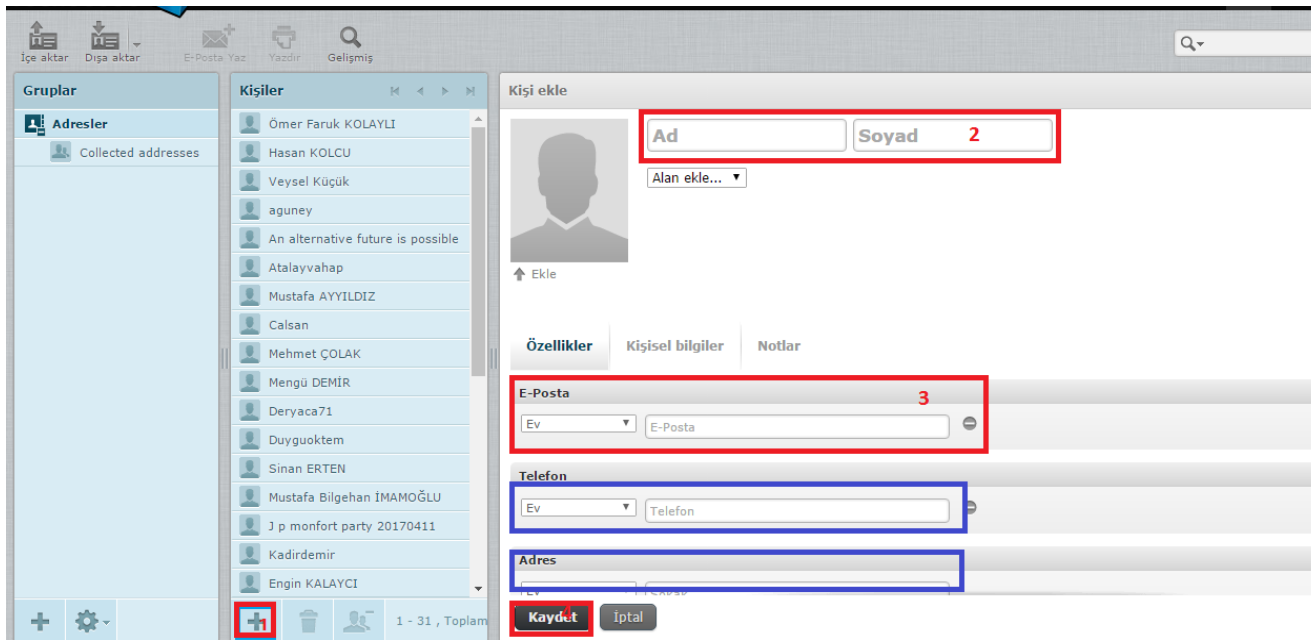 İçe aktar Dışa aktar E-Posta Yaz Yazdır Gelişmiş
Gruplar
Adresler
Collected addresses
Kişiler
Ömer Faruk KOLAYLI
Hasan KOLCU
Veysel Küçük
aguney
An alternative future is possible
Atalayvahap
Mustafa AYYILDIZ
Calsan
Mehmet ÇOLAK
Mengü DEMİR
Deryaca71
Duyguoktem
Sinan ERTEN
Mustafa Bilgehan İMAMOĞLU
J p monfort party 20170411
Kadirdemir
Engin KALAYCI
1
1 - 31 , Toplam
Kişi ekle
Ad Soyad 2
Alan ekle...
Ekle
Özellikler Kişisel bilgiler Notlar
E-Posta 3
Ev E-Posta
Telefon
Ev Telefon
Adres
Ev Sokak
Kaydet 4 İptal